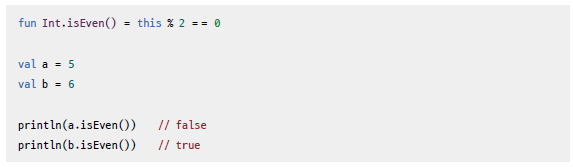 fun Int.isEven() = this % 2 == 0
val a = 5
val b = 6
println(a.isEven()) // false
println(b.isEven()) // true